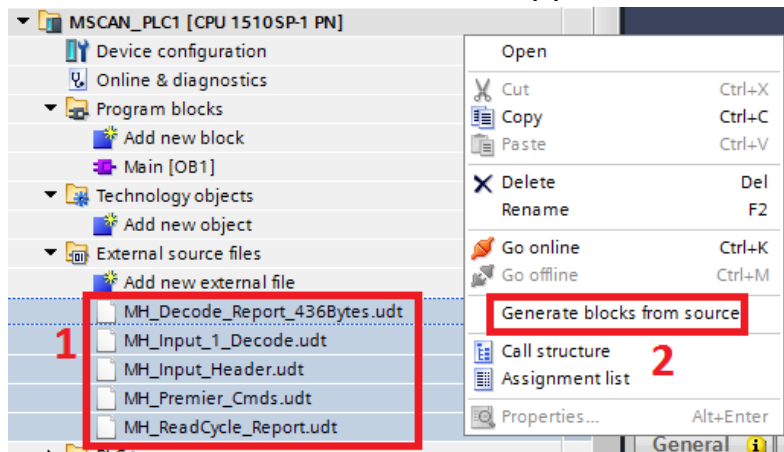 MSCAN_PLC1 [CPU 1510SP-1 PN]
Device configuration
Online & diagnostics
Program blocks
Add new block
Main [OB1]
Technology objects
Add new object
External source files
Add new external file
MH_Decode_Report_436Bytes.udt
1
MH_Input_1_Decode.udt
MH_Input_Header.udt
MH_Premier_Cmds.udt
MH_ReadCycle_Report.udt
Open
Cut Ctrl+X
Copy Ctrl+C
Paste Ctrl+V
Delete Del
Rename F2
Go online Ctrl+K
Go offline Ctrl+M
Generate blocks from source
2
Call structure
Assignment list
Properties... Alt+Enter
General